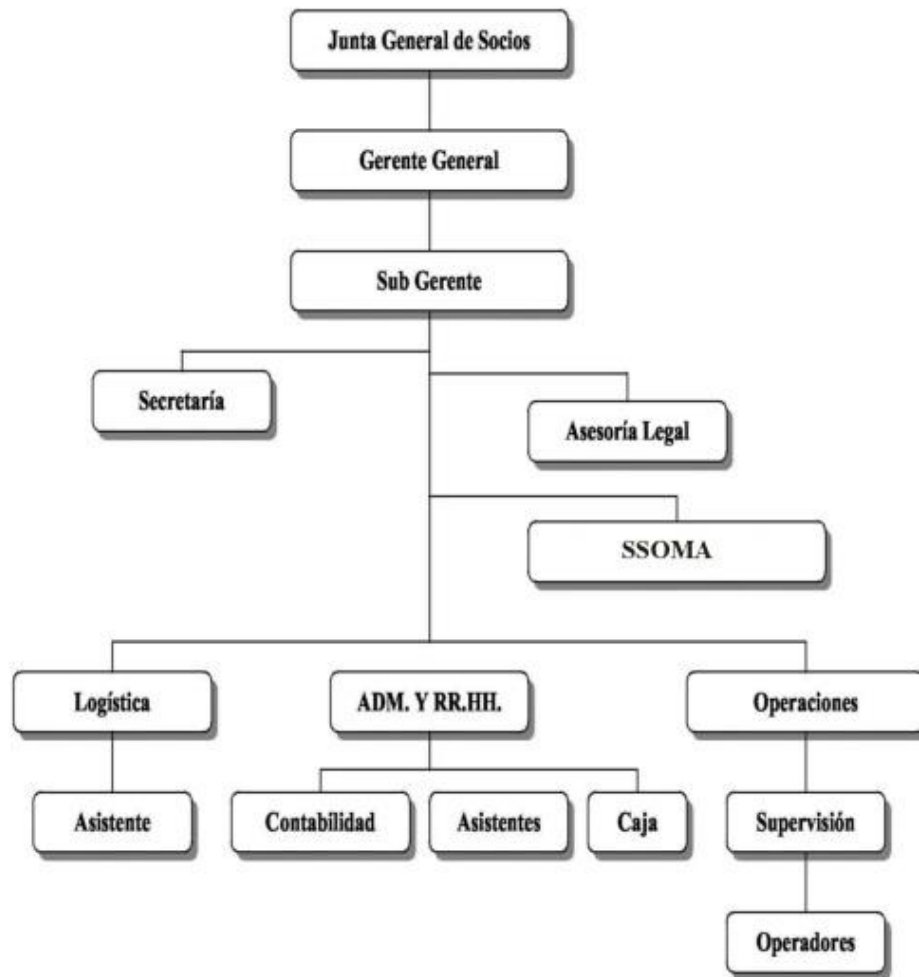 Junta General de Socios
Gerente General
Sub Gerente
Secretaría
Asesoría Legal
SSOMA
Logística
ADM. Y RR.HH.
Operaciones
Asistente
Contabilidad
Asistentes
Caja
Supervisión
Operadores